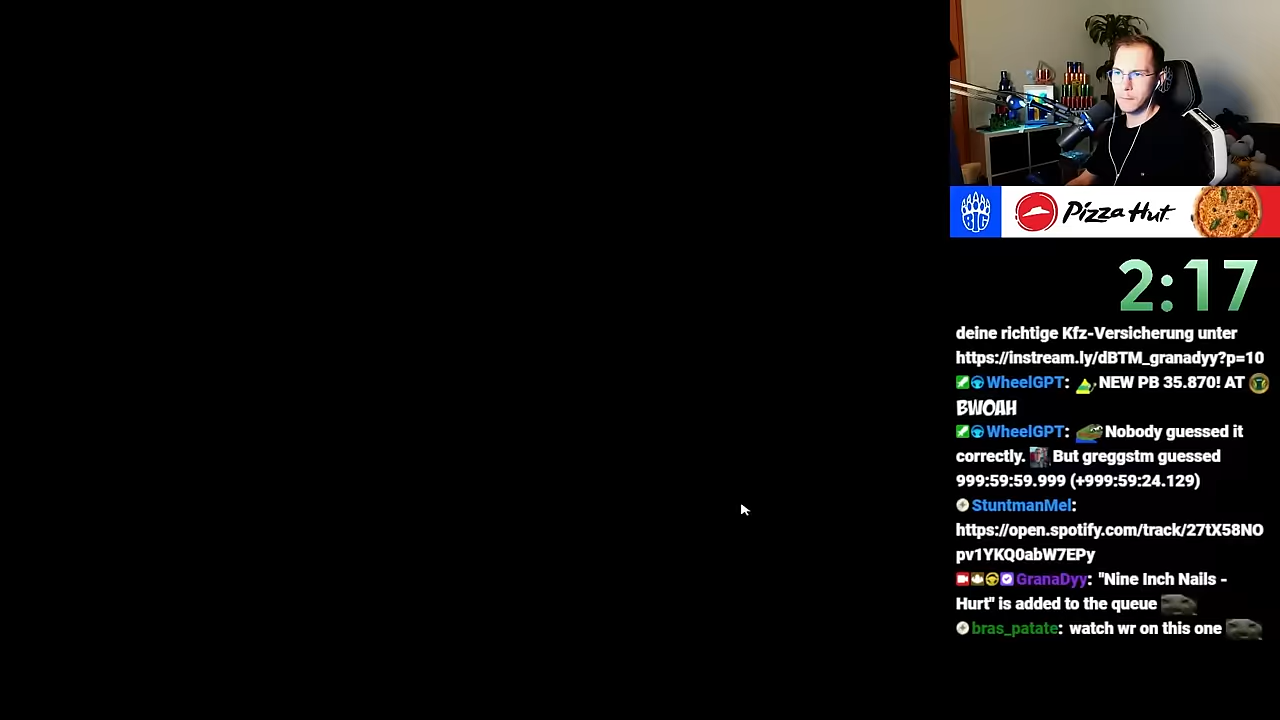 BIG
Pizza Hut
2:17
deine richtige Kfz-Versicherung unter
https://instream.ly/dBTM_granadyy?p=10
WheelGPT: NEW PB 35.870! AT
BWOAH
WheelGPT: Nobody guessed it
correctly. But greggstm guessed
999:59:59.999 (+999:59:24.129)
StuntmanMel:
https://open.spotify.com/track/27tX58NO
pv1YKQ0abW7EPy
GranaDyy: "Nine Inch Nails -
Hurt" is added to the queue
bras_patate: watch wr on this one